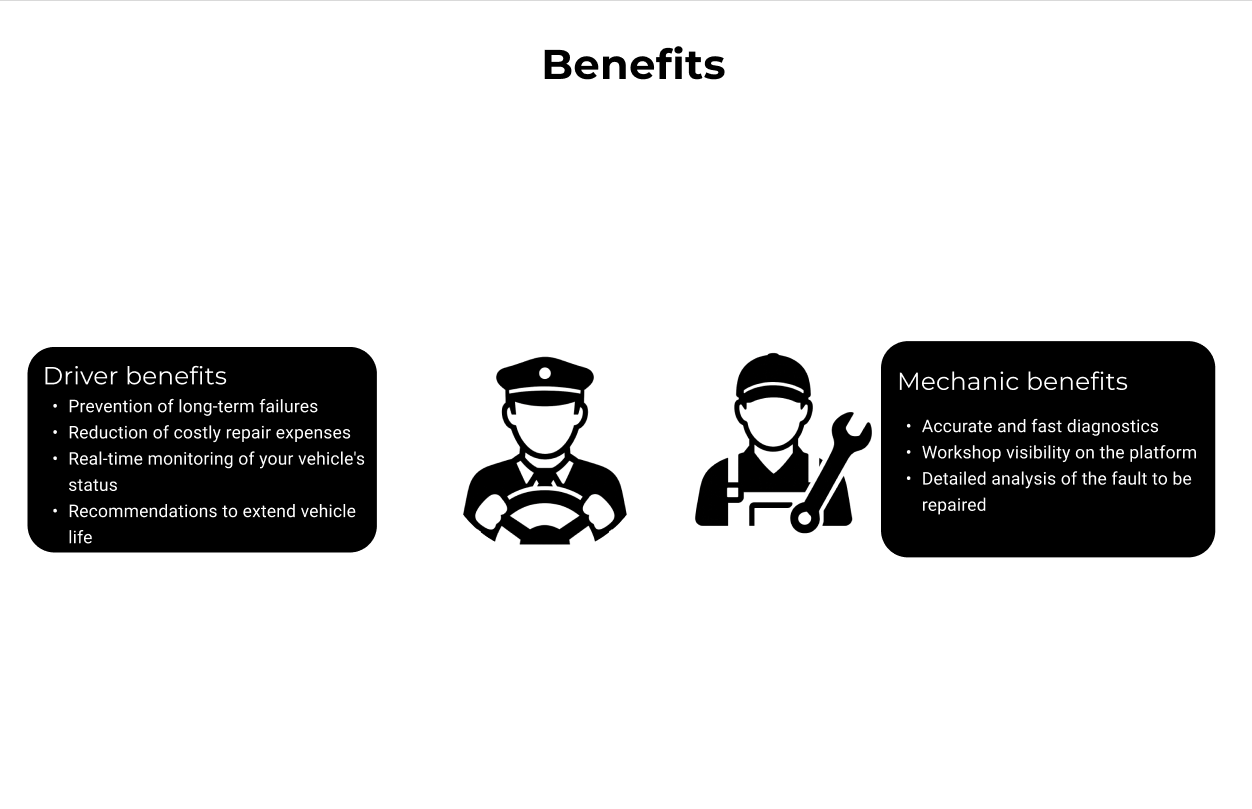 Benefits
Driver benefits
• Prevention of long-term failures
• Reduction of costly repair expenses
• Real-time monitoring of your vehicle's
status
• Recommendations to extend vehicle
life
Mechanic benefits
• Accurate and fast diagnostics
• Workshop visibility on the platform
• Detailed analysis of the fault to be
repaired